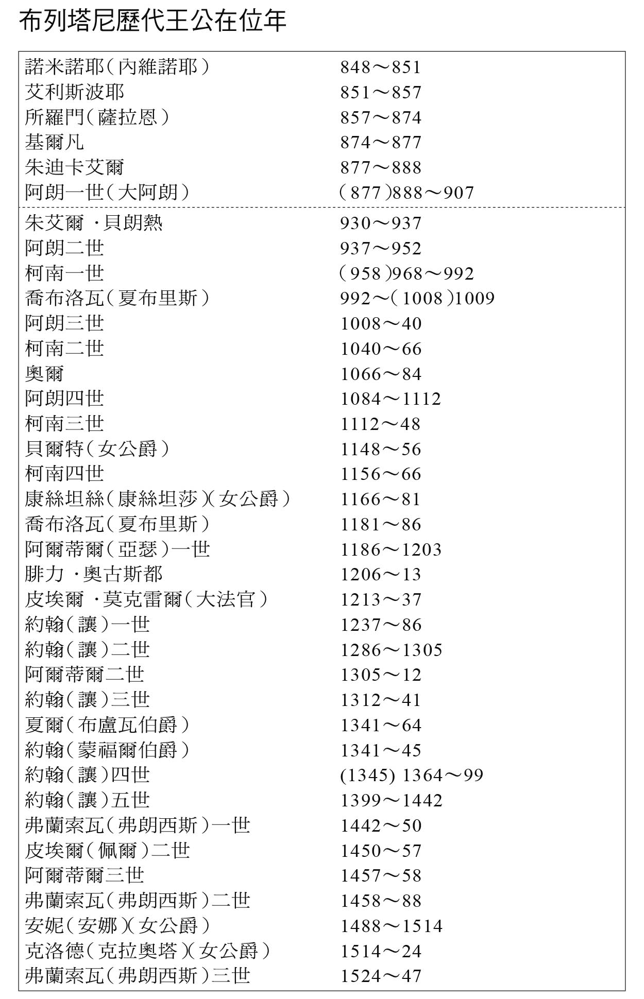 布列塔尼歷代王公在位年
諾米諾耶（內維諾耶） 848～851
艾利斯波耶 851～857
所羅門（薩拉恩） 857～874
基爾凡 874～877
朱迪卡艾爾 877～888
阿朗一世（大阿朗） （877）888～907
朱艾爾·貝朗熱 930～937
阿朗二世 937～952
柯南一世 （958）968～992
喬布洛瓦（夏布里斯） 992～（1008）1009
阿朗三世 1008～40
柯南二世 1040～66
奧爾 1066～84
阿朗四世 1084～1112
柯南三世 1112～48
貝爾特（女公爵） 1148～56
柯南四世 1156～66
康絲坦絲（康絲坦莎）（女公爵） 1166～81
喬布洛瓦（夏布里斯） 1181～86
阿爾蒂爾（亞瑟）一世 1186～1203
腓力·奧古斯都 1206～13
皮埃爾·莫克雷爾（大法官） 1213～37
約翰（讓）一世 1237～86
約翰（讓）二世 1286～1305
阿爾蒂爾二世 1305～12
約翰（讓）三世 1312～41
夏爾（布盧瓦伯爵） 1341～64
約翰（蒙福爾伯爵） 1341～45
約翰（讓）四世 (1345) 1364～99
約翰（讓）五世 1399～1442
弗蘭索瓦（弗朗西斯）一世 1442～50
皮埃爾（佩爾）二世 1450～57
阿爾蒂爾三世 1457～58
弗蘭索瓦（弗朗西斯）二世 1458～88
安妮（安娜）（女公爵） 1488～1514
克洛德（克拉奧塔）（女公爵） 1514～24
弗蘭索瓦（弗朗西斯）三世 1524～47